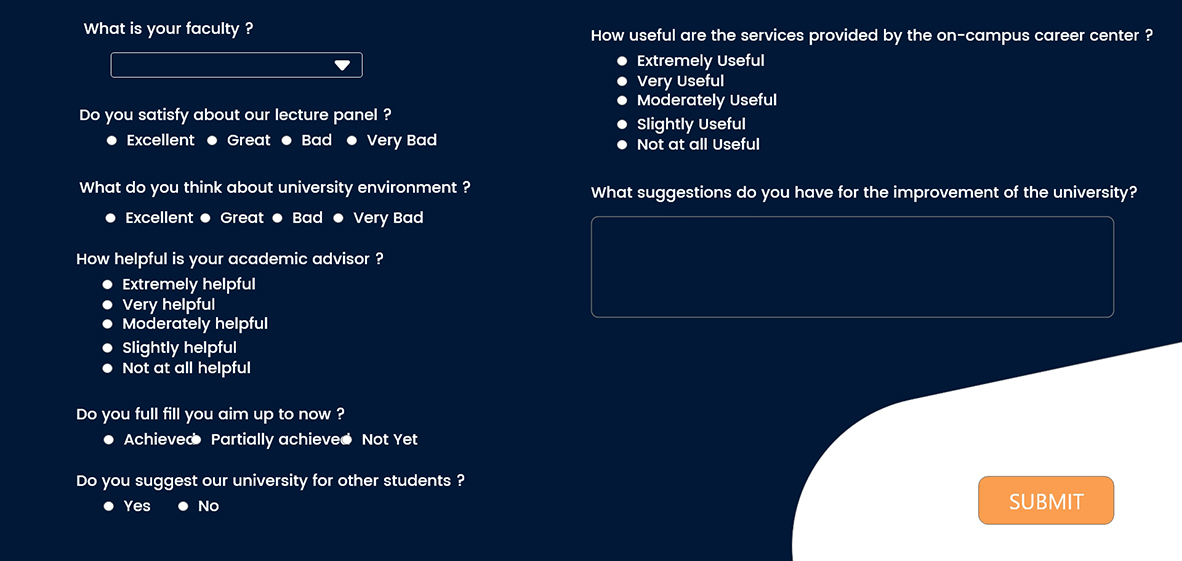 What is your faculty ?
Do you satisfy about our lecture panel ?
Excellent Great Bad Very Bad
What do you think about university environment ?
Excellent Great Bad Very Bad
How helpful is your academic advisor ?
Extremely helpful
Very helpful
Moderately helpful
Slightly helpful
Not at all helpful
Do you full fill you aim up to now ?
Achieved Partially achieved Not Yet
Do you suggest our university for other students ?
Yes No
How useful are the services provided by the on-campus career center ?
Extremely Useful
Very Useful
Moderately Useful
Slightly Useful
Not at all Useful
What suggestions do you have for the improvement of the university?
SUBMIT